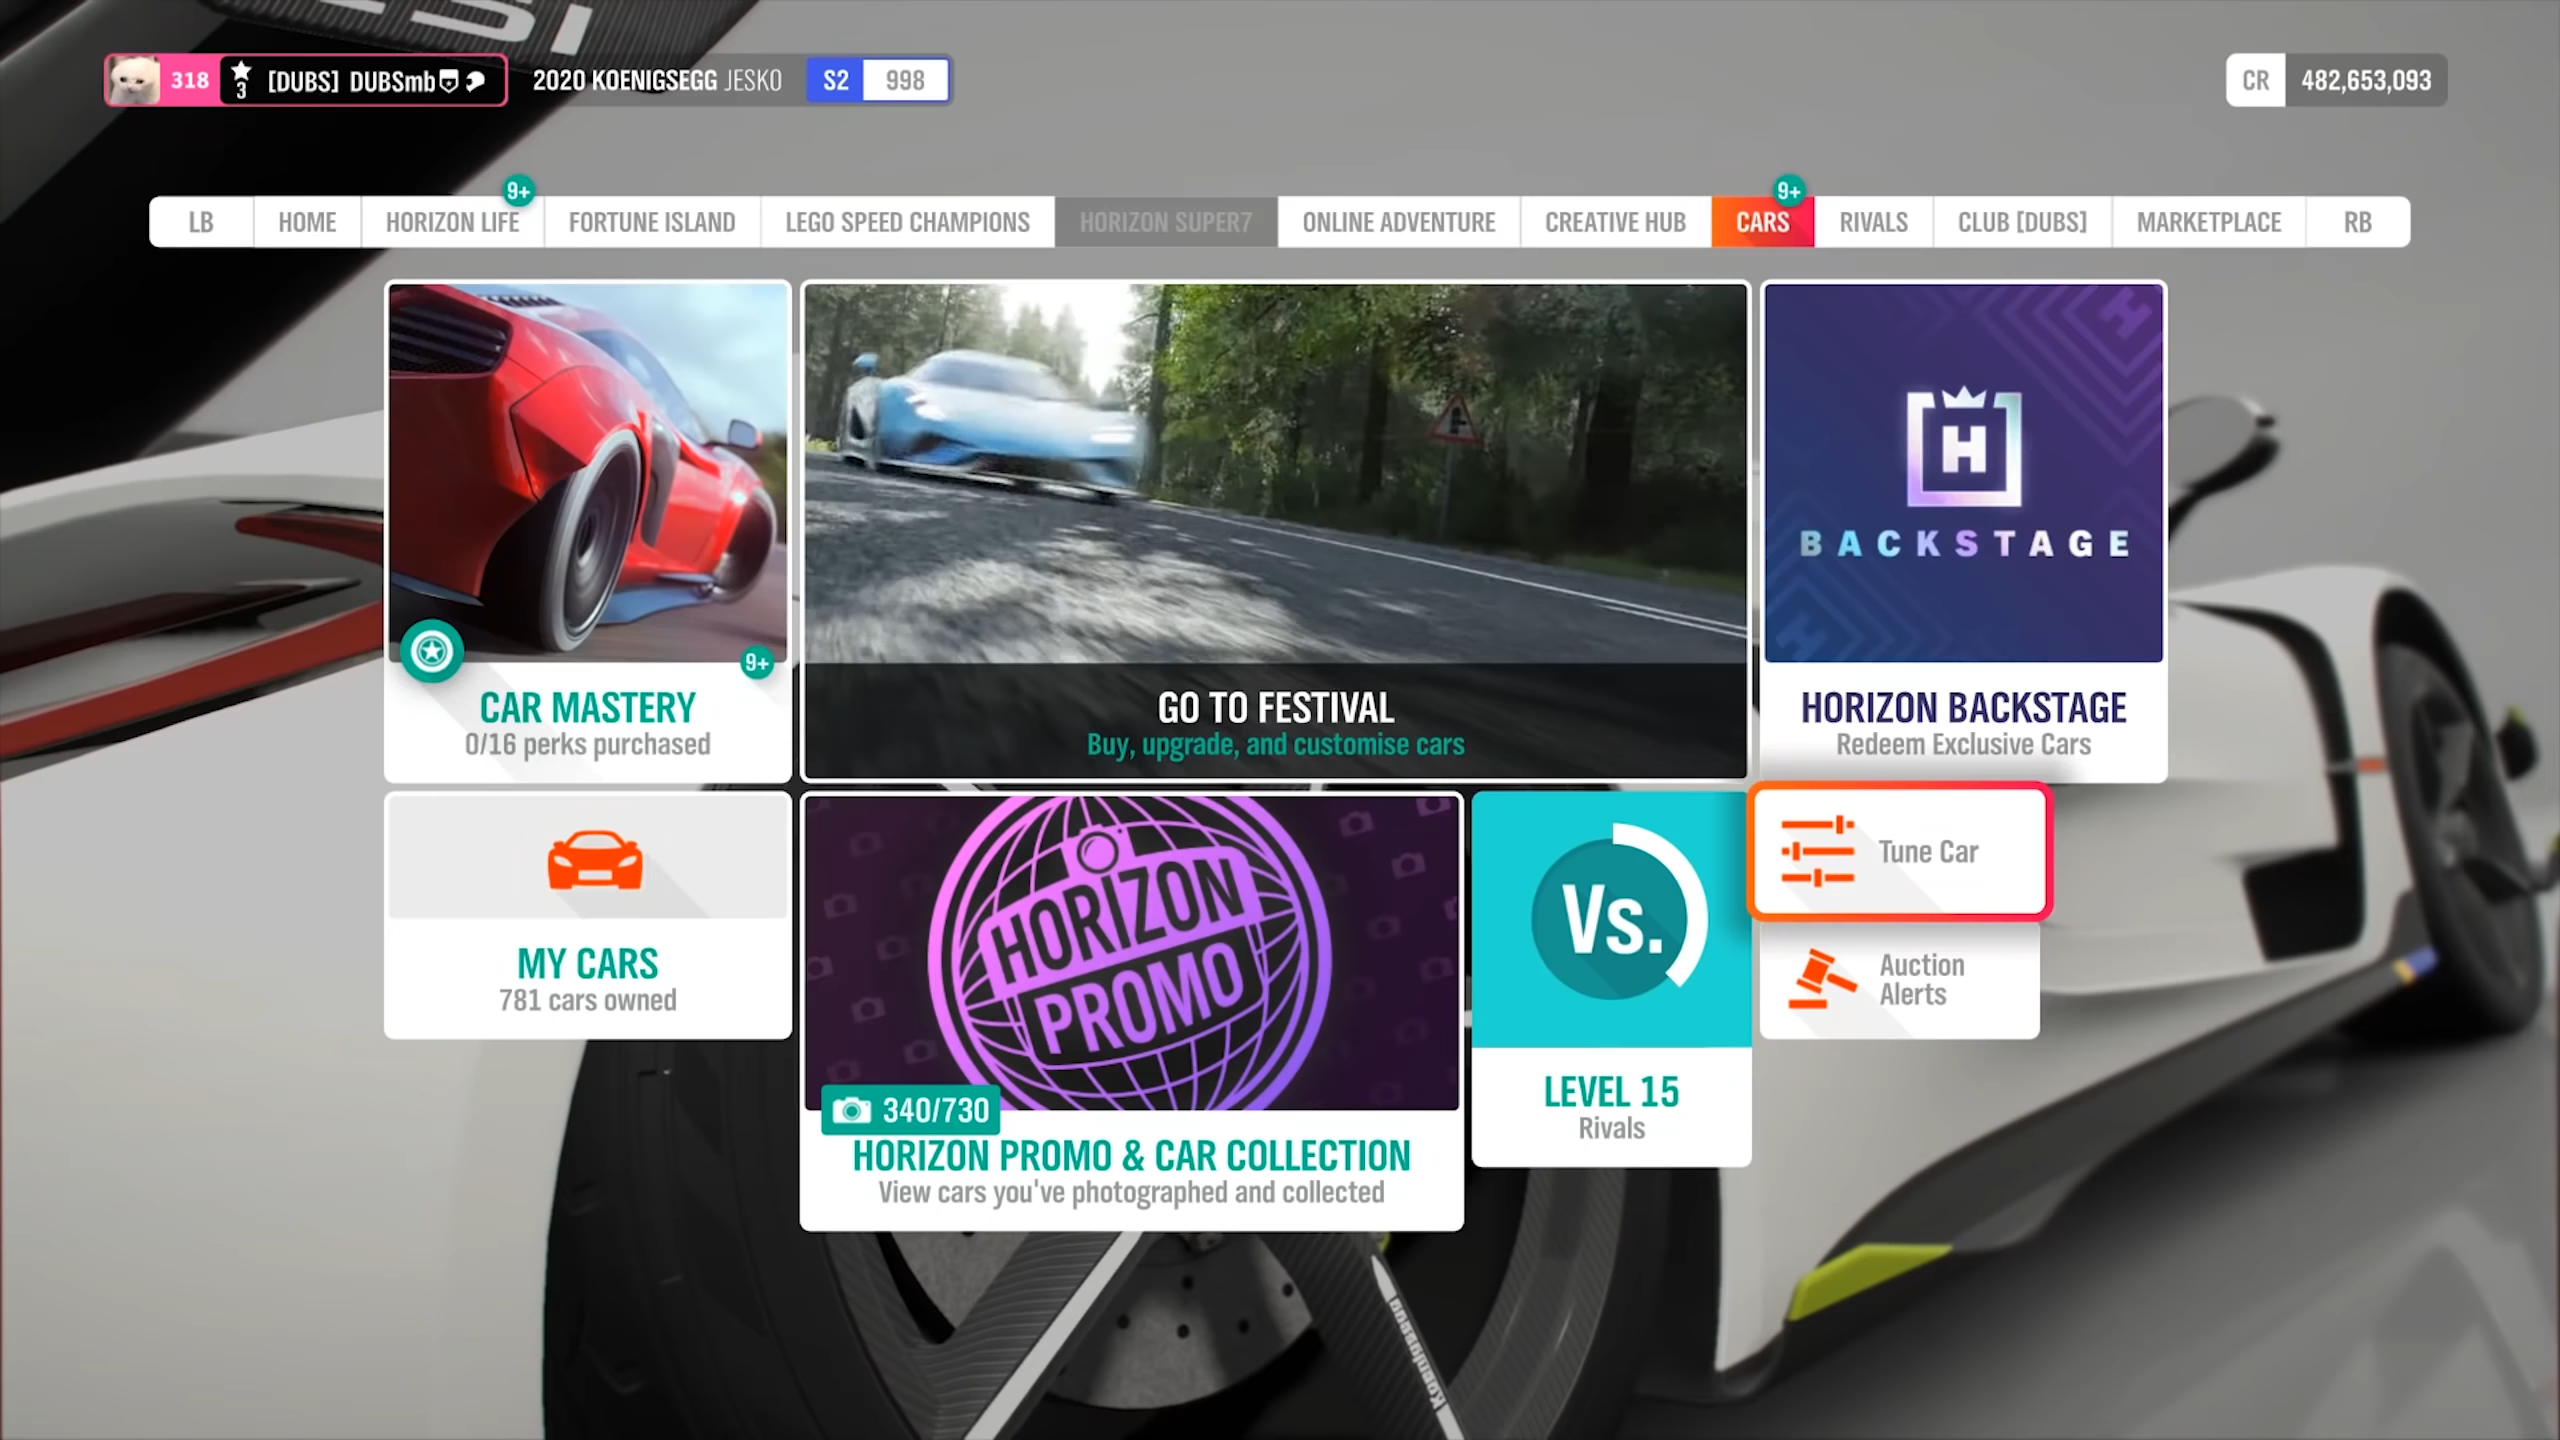 318 3 [DUBS] DUBSmb 2020 KOENIGSEGG JESKO S2 998 CR 482,653,093
9+ 9+
LB HOME HORIZON LIFE FORTUNE ISLAND LEGO SPEED CHAMPIONS HORIZON SUPER7 ONLINE ADVENTURE CREATIVE HUB CARS RIVALS CLUB [DUBS] MARKETPLACE RB
9+
CAR MASTERY
0/16 perks purchased
GO TO FESTIVAL
Buy, upgrade, and customise cars
H
BACKSTAGE
HORIZON BACKSTAGE
Redeem Exclusive Cars
MY CARS
781 cars owned
HORIZON
PROMO
340/730
HORIZON PROMO & CAR COLLECTION
View cars you've photographed and collected
Vs.
LEVEL 15
Rivals
Tune Car
Auction
Alerts
Koenigsegg